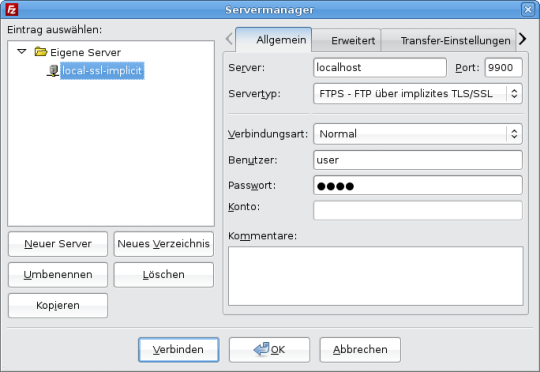 Servermanager
Eintrag auswählen:
Eigene Server
local-ssl-implicit
Neuer Server
Neues Verzeichnis
Umbenennen
Löschen
Kopieren
Allgemein
Erweitert
Transfer-Einstellungen
Server:
localhost
Port:
9900
Servertyp:
FTPS - FTP über implizites TLS/SSL
Verbindungsart:
Normal
Benutzer:
user
Passwort:
●●●●
Konto:
Kommentare:
Verbinden
OK
Abbrechen